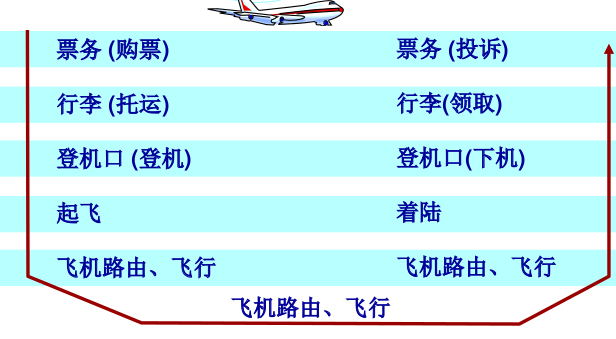 票务 (购票) 票务 (投诉)
行李 (托运) 行李(领取)
登机口 (登机) 登机口(下机)
起飞 着陆
飞机路由、飞行 飞机路由、飞行
飞机路由、飞行